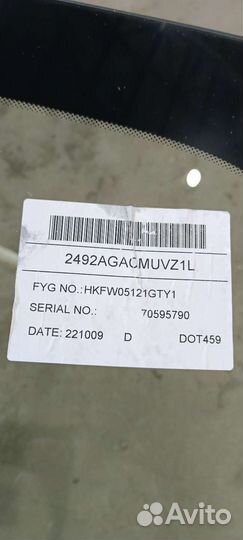 2492AGACMUVZ1L
FYG NO.:HKFW05121GTY1
SERIAL NO.: 70595790
DATE: 221009 D DOT459
Avito